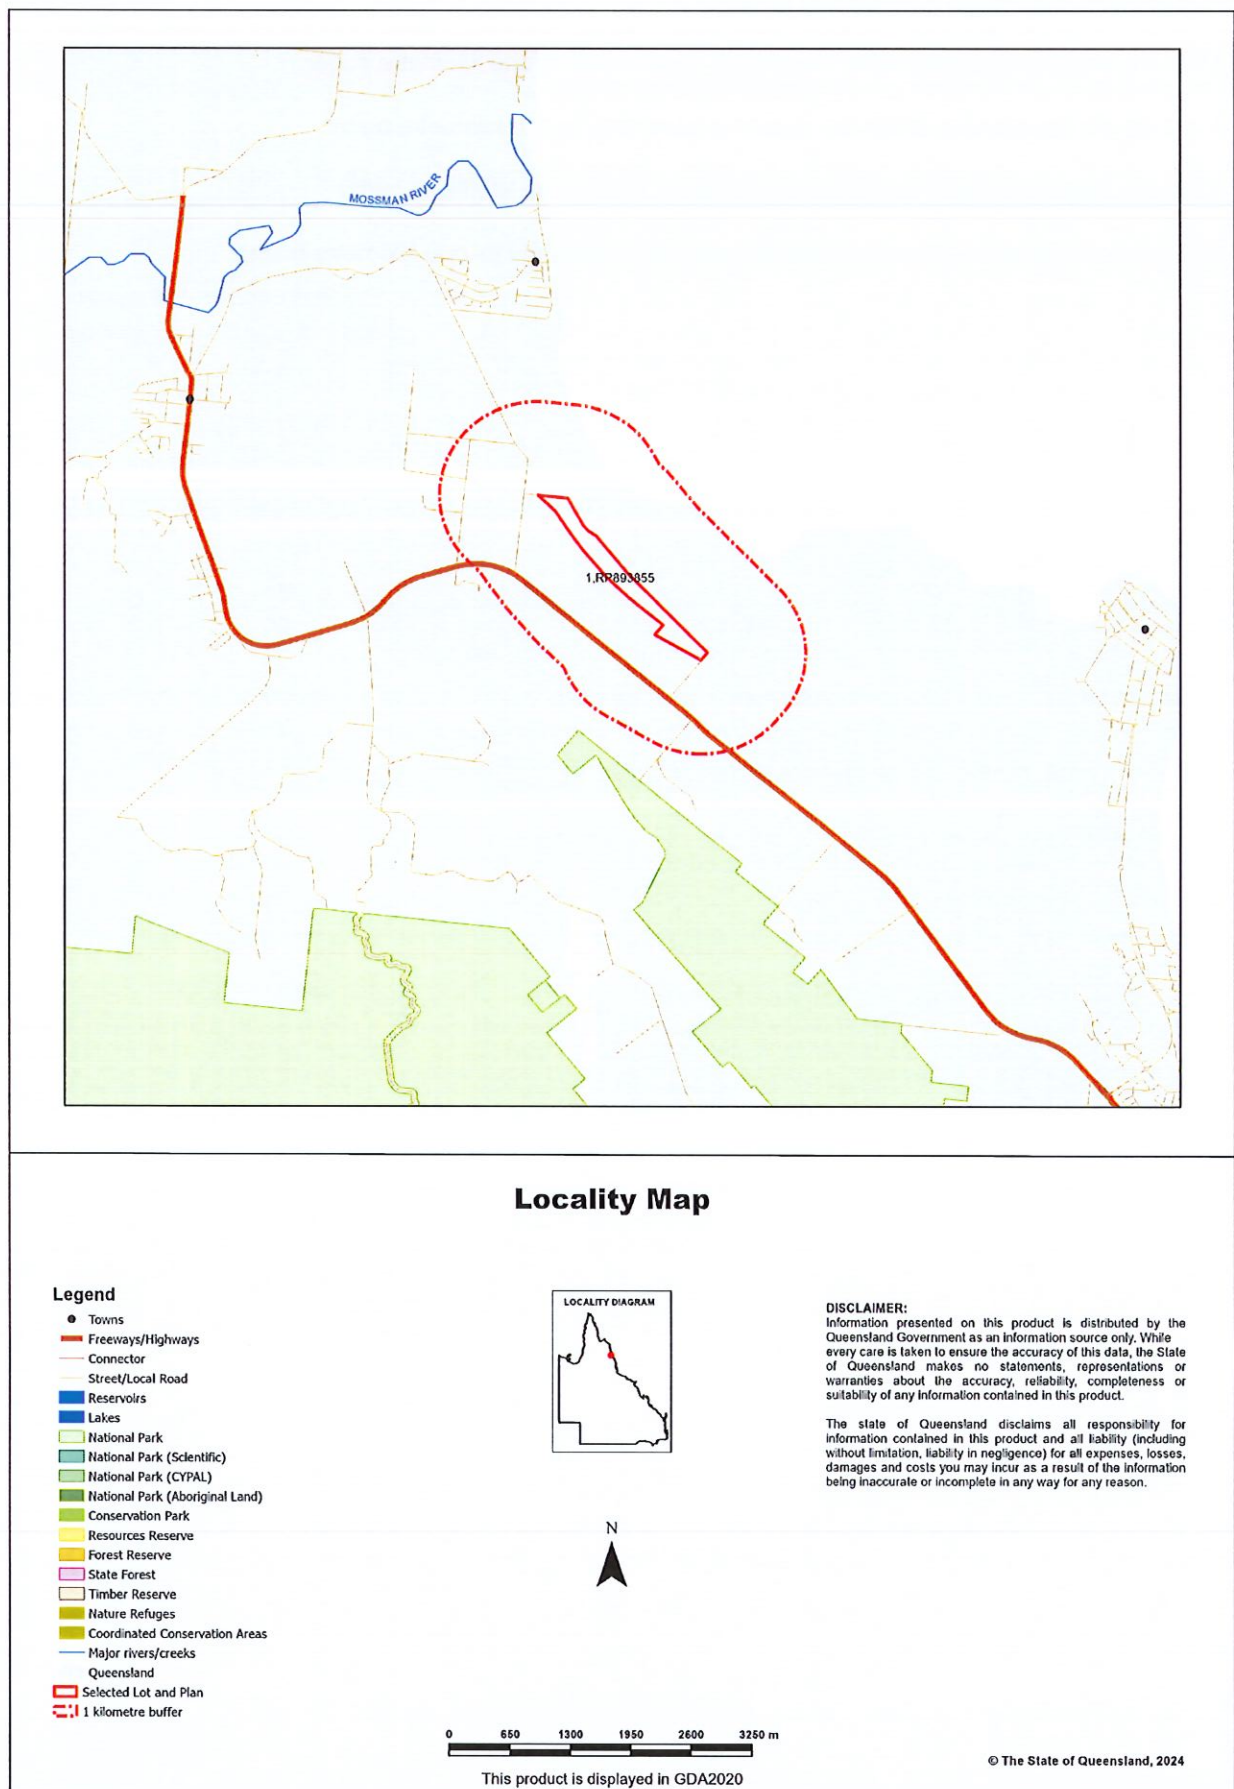 MOSSMAN RIVER
1,RP893855
Locality Map
Legend
Towns
Freeways/Highways
Connector
Street/Local Road
Reservoirs
Lakes
National Park
National Park (Scientific)
National Park (CYPAL)
National Park (Aboriginal Land)
Conservation Park
Resources Reserve
Forest Reserve
State Forest
Timber Reserve
Nature Refuges
Coordinated Conservation Areas
Major rivers/creeks
Queensland
Selected Lot and Plan
1 kilometre buffer
LOCALITY DIAGRAM
N
0 650 1300 1950 2600 3250 m
This product is displayed in GDA2020
DISCLAIMER:
Information presented on this product is distributed by the
Queensland Government as an information source only. While
every care is taken to ensure the accuracy of this data, the State
of Queensland makes no statements, representations or
warranties about the accuracy, reliability, completeness or
suitability of any information contained in this product.
The state of Queensland disclaims all responsibility for
information contained in this product and all liability (including
without limitation, liability in negligence) for all expenses, losses,
damages and costs you may incur as a result of the information
being inaccurate or incomplete in any way for any reason.
© The State of Queensland, 2024